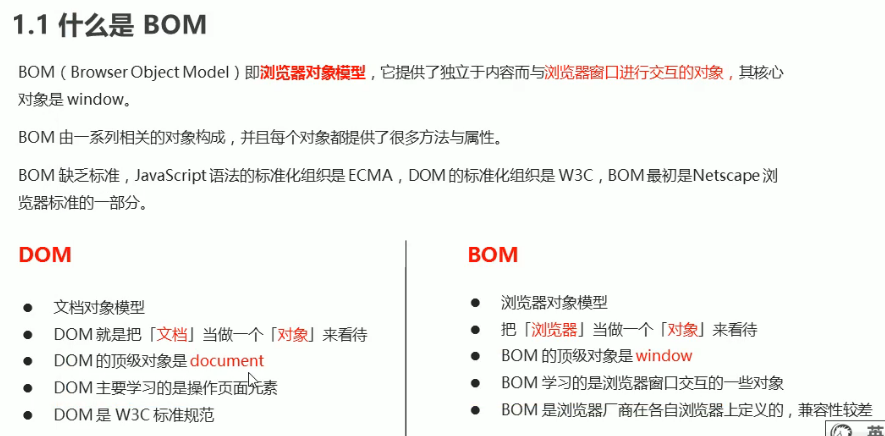 1.1 什么是 BOM
BOM（Browser Object Model）即浏览器对象模型，它提供了独立于内容而与浏览器窗口进行交互的对象，其核心
对象是 window。
BOM 由一系列相关的对象构成，并且每个对象都提供了很多方法与属性。
BOM 缺乏标准，JavaScript 语法的标准化组织是 ECMA，DOM 的标准化组织是 W3C，BOM 最初是Netscape 浏
览器标准的一部分。
DOM
● 文档对象模型
● DOM 就是把「文档」当做一个「对象」来看待
● DOM 的顶级对象是 document
● DOM 主要学习的是操作页面元素
● DOM 是 W3C 标准规范
BOM
● 浏览器对象模型
● 把「浏览器」当做一个「对象」来看待
● BOM 的顶级对象是 window
● BOM 学习的是浏览器窗口交互的一些对象
● BOM 是浏览器厂商在各自浏览器上定义的，兼容性较差
英